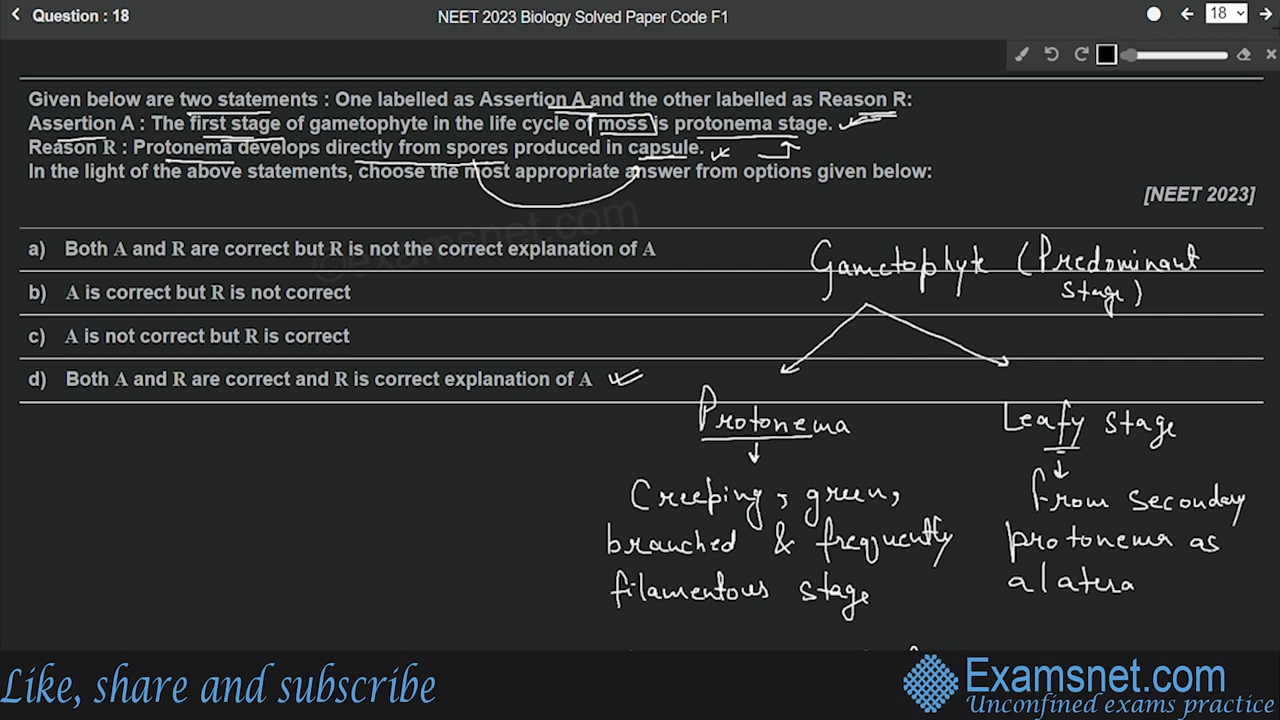 Question : 18
NEET 2023 Biology Solved Paper Code F1
18
Given below are two statements : One labelled as Assertion A and the other labelled as Reason R:
Assertion A : The first stage of gametophyte in the life cycle of moss is protonema stage.
Reason R : Protonema develops directly from spores produced in capsule.
In the light of the above statements, choose the most appropriate answer from options given below:
[NEET 2023]
©examsnet.com
a) Both A and R are correct but R is not the correct explanation of A
b) A is correct but R is not correct
c) A is not correct but R is correct
d) Both A and R are correct and R is correct explanation of A
Gametophyte (Predominant
stage)
Protonema
Creeping, green,
branched & frequently
filamentous stage
Leafy stage
from secondary
protonema as
a latera
Like, share and subscribe
Examsnet.com
Unconfined exams practice